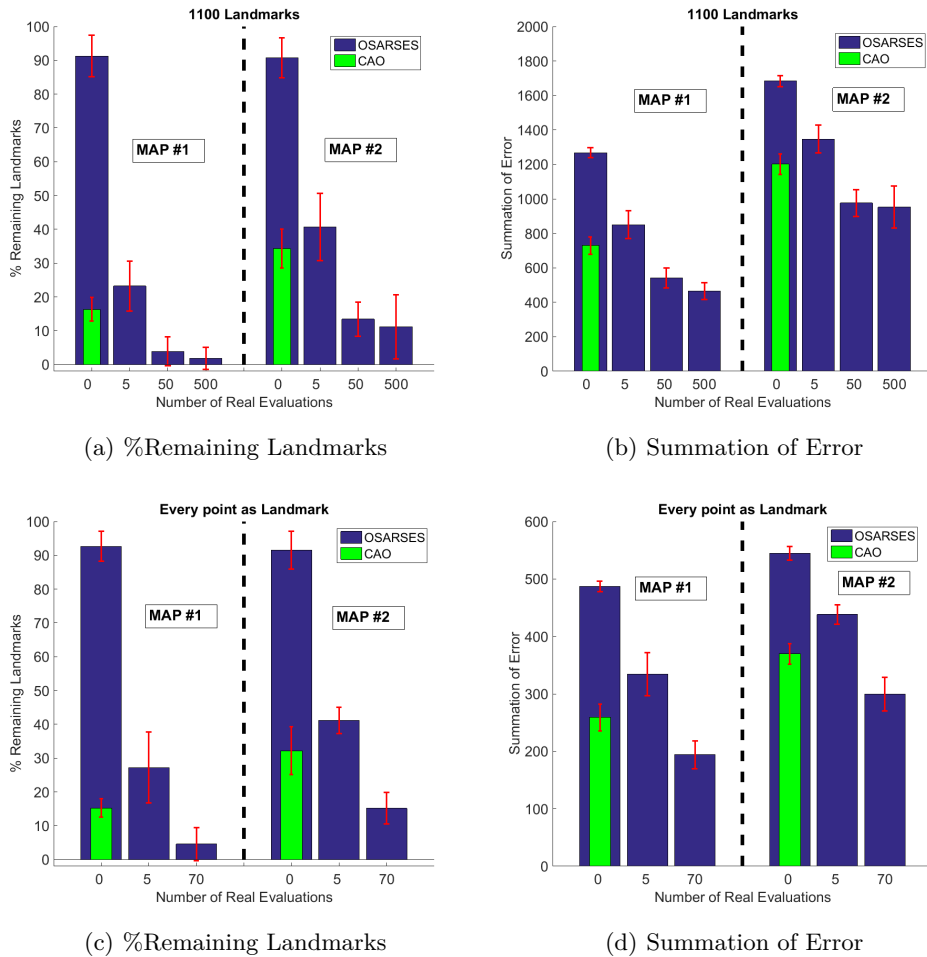 1100 Landmarks
100
90
80
70
60
50
40
30
20
10
0
% Remaining Landmarks
OSARSES
CAO
MAP #1
MAP #2
0 5 50 500 0 5 50 500
Number of Real Evaluations
(a) %Remaining Landmarks
1100 Landmarks
2000
1800
1600
1400
1200
1000
800
600
400
200
0
Summation of Error
OSARSES
CAO
MAP #1
MAP #2
0 5 50 500 0 5 50 500
Number of Real Evaluations
(b) Summation of Error
Every point as Landmark
100
90
80
70
60
50
40
30
20
10
0
% Remaining Landmarks
OSARSES
CAO
MAP #1
MAP #2
0 5 70 0 5 70
Number of Real Evaluations
(c) %Remaining Landmarks
Every point as Landmark
600
500
400
300
200
100
0
Summation of Error
OSARSES
CAO
MAP #1
MAP #2
0 5 70 0 5 70
Number of Real Evaluations
(d) Summation of Error